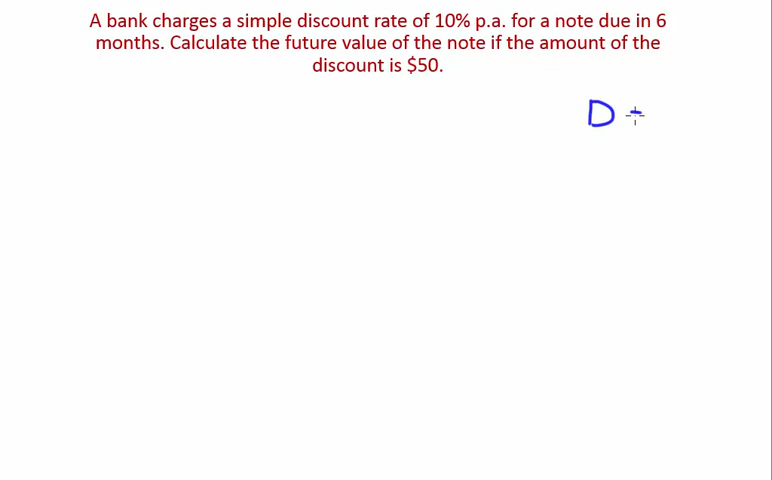 A bank charges a simple discount rate of 10% p.a. for a note due in 6
months. Calculate the future value of the note if the amount of the
discount is $50.
D